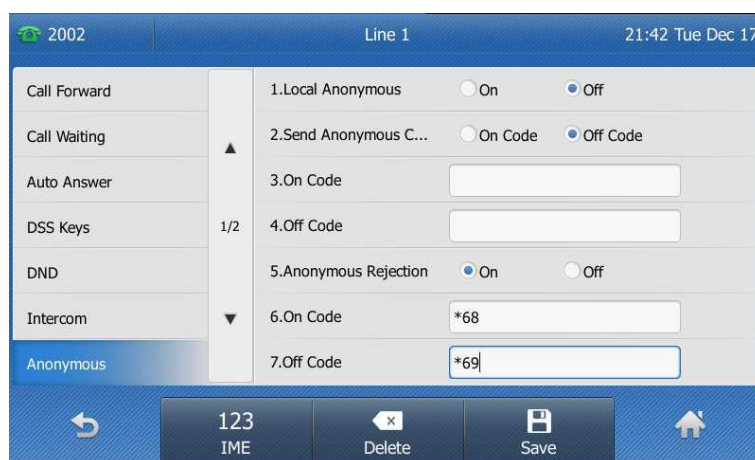 2002 Line 1 21:42 Tue Dec 17
Call Forward
Call Waiting
Auto Answer
DSS Keys
DND
Intercom
Anonymous
1/2
1.Local Anonymous On Off
2.Send Anonymous C... On Code Off Code
3.On Code
4.Off Code
5.Anonymous Rejection On Off
6.On Code *68
7.Off Code *69
123 IME
Delete
Save